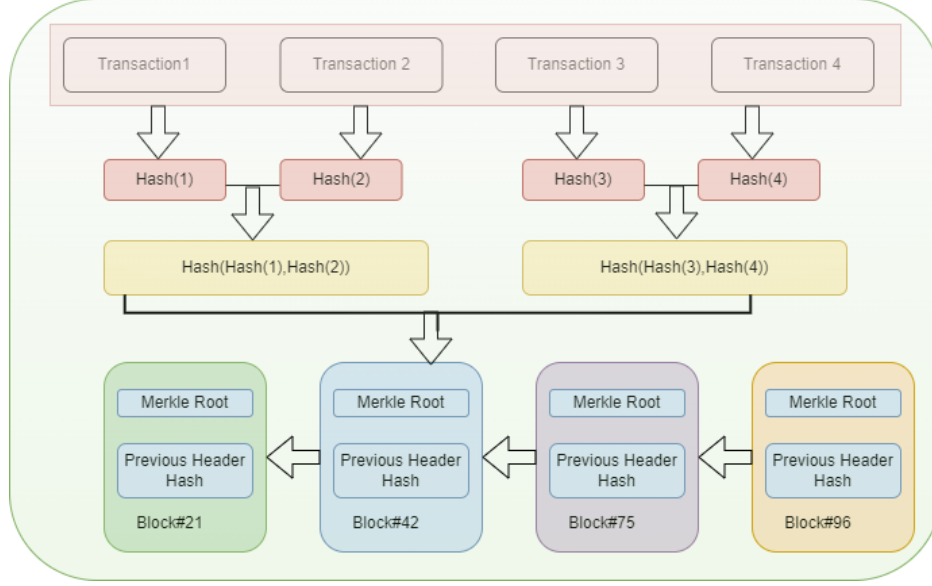 Transaction1
Transaction 2
Transaction 3
Transaction 4
Hash(1)
Hash(2)
Hash(3)
Hash(4)
Hash(Hash(1),Hash(2))
Hash(Hash(3),Hash(4))
Merkle Root
Previous Header
Hash
Block#21
Merkle Root
Previous Header
Hash
Block#42
Merkle Root
Previous Header
Hash
Block#75
Merkle Root
Previous Header
Hash
Block#96